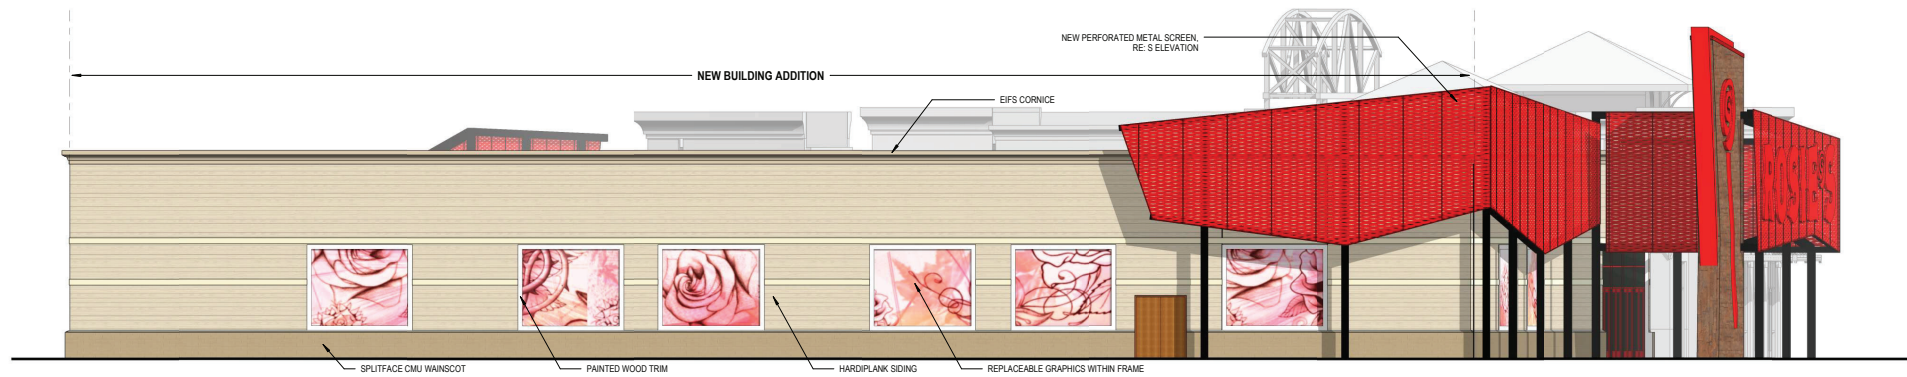 NEW PERFORATED METAL SCREEN,
RE: S ELEVATION
NEW BUILDING ADDITION
EIFS CORNICE
SPLITFACE CMU WAINSCOT
PAINTED WOOD TRIM
HARDIPLANK SIDING
REPLACEABLE GRAPHICS WITHIN FRAME